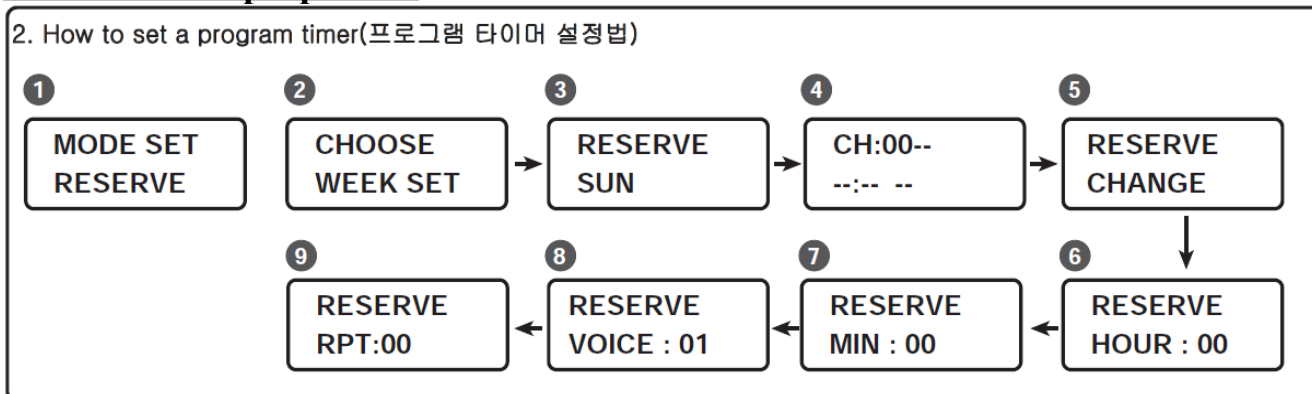 2. How to set a program timer(프로그램 타이머 설정법)
1
MODE SET
RESERVE
2
CHOOSE
WEEK SET
3
RESERVE
SUN
4
CH:00--
--:-- --
5
RESERVE
CHANGE
6
RESERVE
HOUR : 00
7
RESERVE
MIN : 00
8
RESERVE
VOICE : 01
9
RESERVE
RPT:00